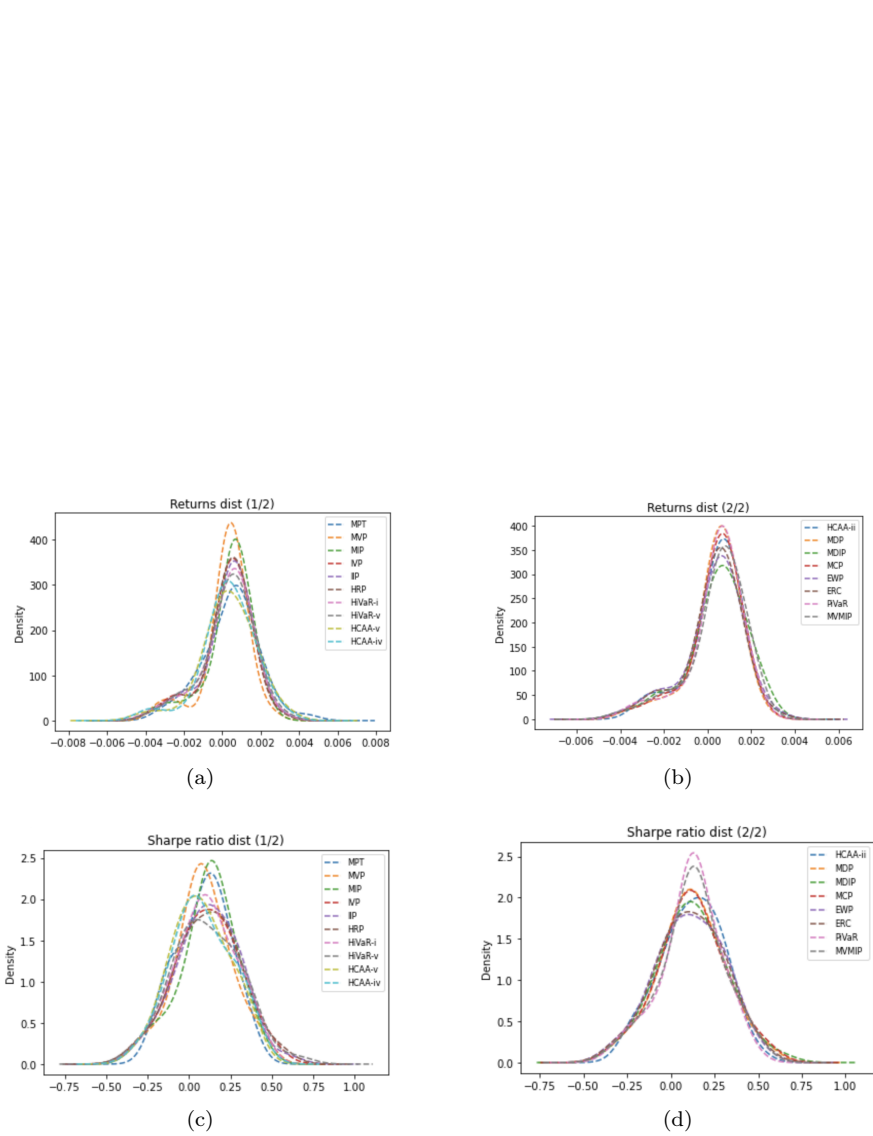 Returns dist (1/2)
Density
400
300
200
100
0
−0.008 −0.006 −0.004 −0.002 0.000 0.002 0.004 0.006 0.008
MPT
MVP
MIP
IVP
IIP
HRP
HiVaR-i
HiVaR-v
HCAA-v
HCAA-iv
(a)
Returns dist (2/2)
Density
400
350
300
250
200
150
100
50
0
−0.006 −0.004 −0.002 0.000 0.002 0.004 0.006
HCAA-ii
MDP
MDIP
MCP
EWP
ERC
PiVaR
MVMIP
(b)
Sharpe ratio dist (1/2)
Density
2.5
2.0
1.5
1.0
0.5
0.0
−0.75 −0.50 −0.25 0.00 0.25 0.50 0.75 1.00
MPT
MVP
MIP
IVP
IIP
HRP
HiVaR-i
HiVaR-v
HCAA-v
HCAA-iv
(c)
Sharpe ratio dist (2/2)
Density
2.5
2.0
1.5
1.0
0.5
0.0
−0.75 −0.50 −0.25 0.00 0.25 0.50 0.75 1.00
HCAA-ii
MDP
MDIP
MCP
EWP
ERC
PiVaR
MVMIP
(d)